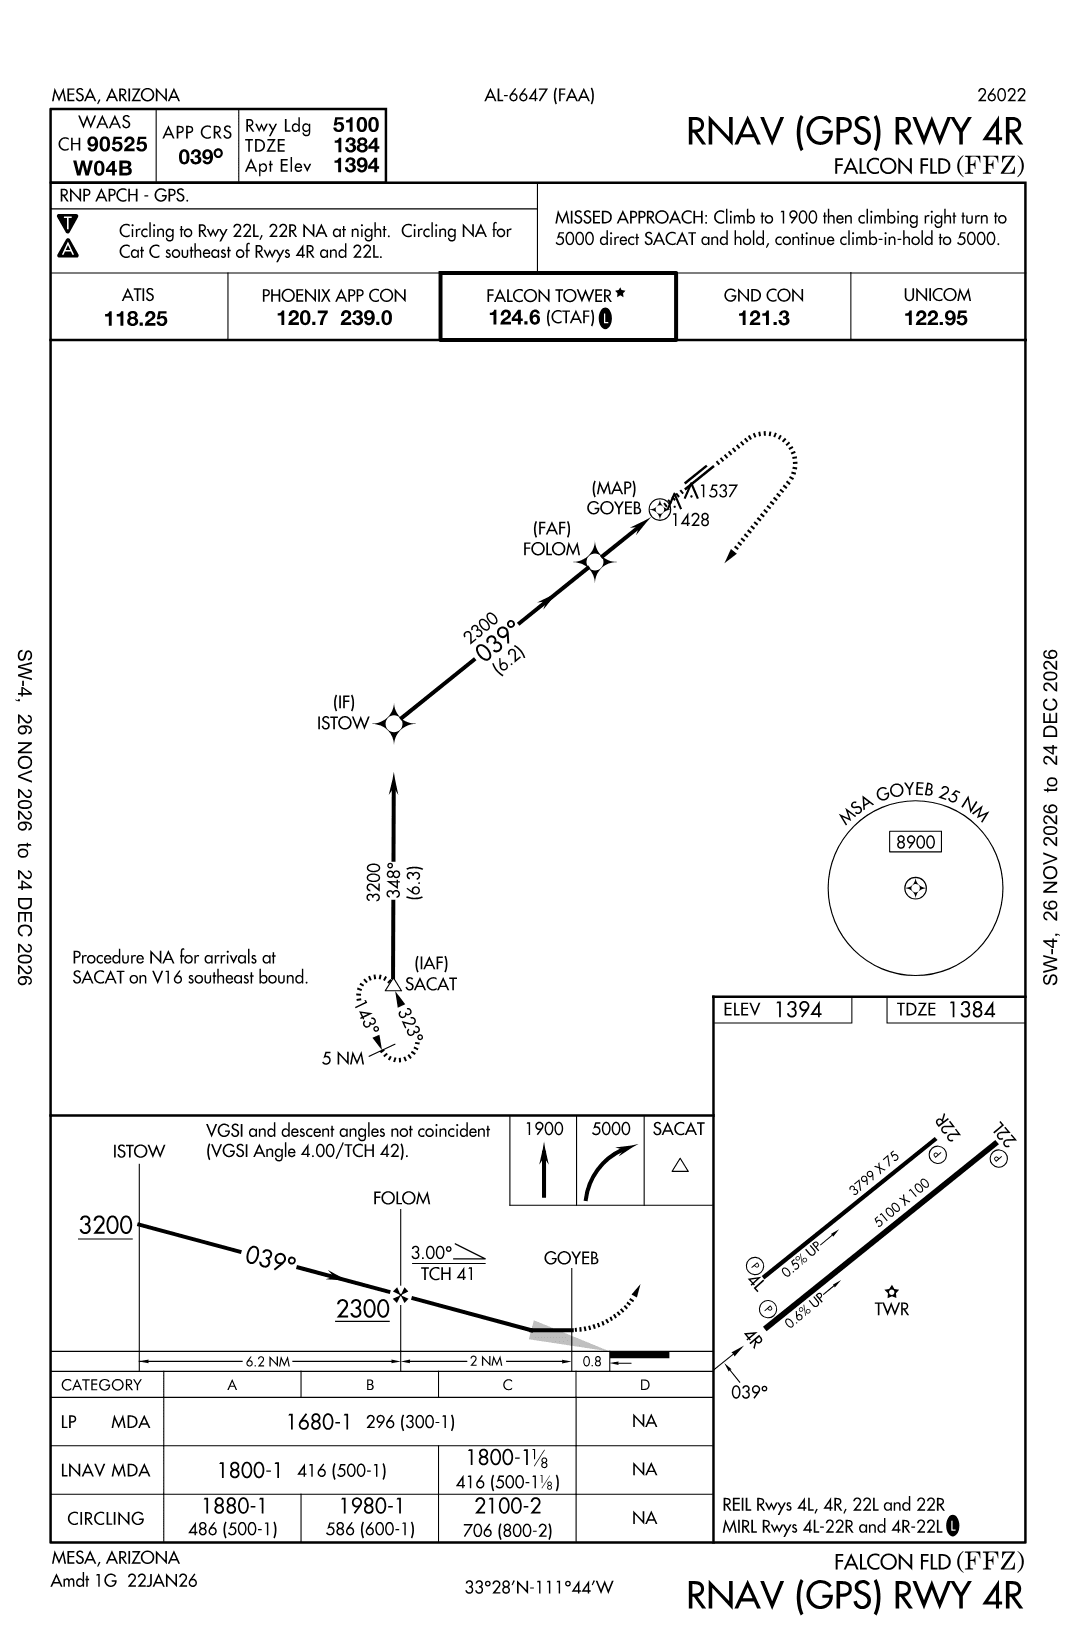 MESA, ARIZONA
AL-6647 (FAA)
26022
WAAS
CH 90525
W04B
APP CRS
039°
Rwy Ldg 5100
TDZE 1384
Apt Elev 1394
RNAV (GPS) RWY 4R
FALCON FLD (FFZ)
RNP APCH - GPS.
T
A
Circling to Rwy 22L, 22R NA at night. Circling NA for
Cat C southeast of Rwys 4R and 22L.
MISSED APPROACH: Climb to 1900 then climbing right turn to
5000 direct SACAT and hold, continue climb-in-hold to 5000.
ATIS
118.25
PHOENIX APP CON
120.7 239.0
FALCON TOWER★
124.6 (CTAF) L
GND CON
121.3
UNICOM
122.95
1537
(MAP)
GOYEB
1428
(FAF)
FOLOM
2300
039°
(6.2)
(IF)
ISTOW
3200
348°
(6.3)
MSA GOYEB 25 NM
8900
Procedure NA for arrivals at
SACAT on V16 southeast bound.
(IAF)
SACAT
143°
323°
5 NM
SW-4, 26 NOV 2026 to 24 DEC 2026
SW-4, 26 NOV 2026 to 24 DEC 2026
ELEV 1394
TDZE 1384
22R
22L
P
P
3799 X 75
5100 X 100
P
4L
0.5% UP
P
4R
0.6% UP
TWR
039°
REIL Rwys 4L, 4R, 22L and 22R
MIRL Rwys 4L-22R and 4R-22L L
VGSI and descent angles not coincident
(VGSI Angle 4.00/TCH 42).
1900
5000
SACAT
ISTOW
FOLOM
GOYEB
3200
039°
3.00°
TCH 41
2300
6.2 NM
2 NM
0.8
CATEGORY A B C D
LP MDA 1680-1 296 (300-1) NA
LNAV MDA 1800-1 416 (500-1) 1800-1⅛ 416 (500-1⅛) NA
CIRCLING 1880-1 486 (500-1) 1980-1 586 (600-1) 2100-2 706 (800-2) NA
MESA, ARIZONA
Amdt 1G 22JAN26
33°28'N-111°44'W
FALCON FLD (FFZ)
RNAV (GPS) RWY 4R